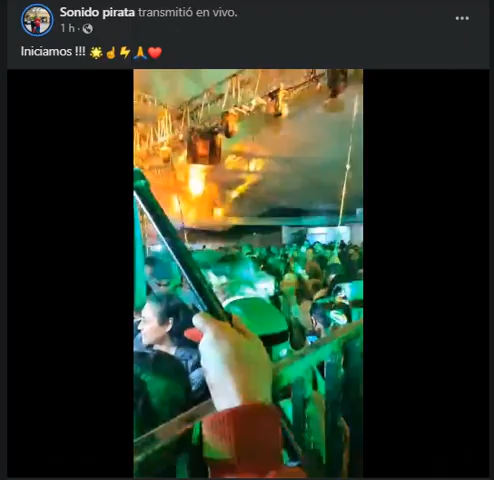 Sonido pirata transmitió en vivo.
1 h ·
Iniciamos !!! 🌟☝⚡🙏❤